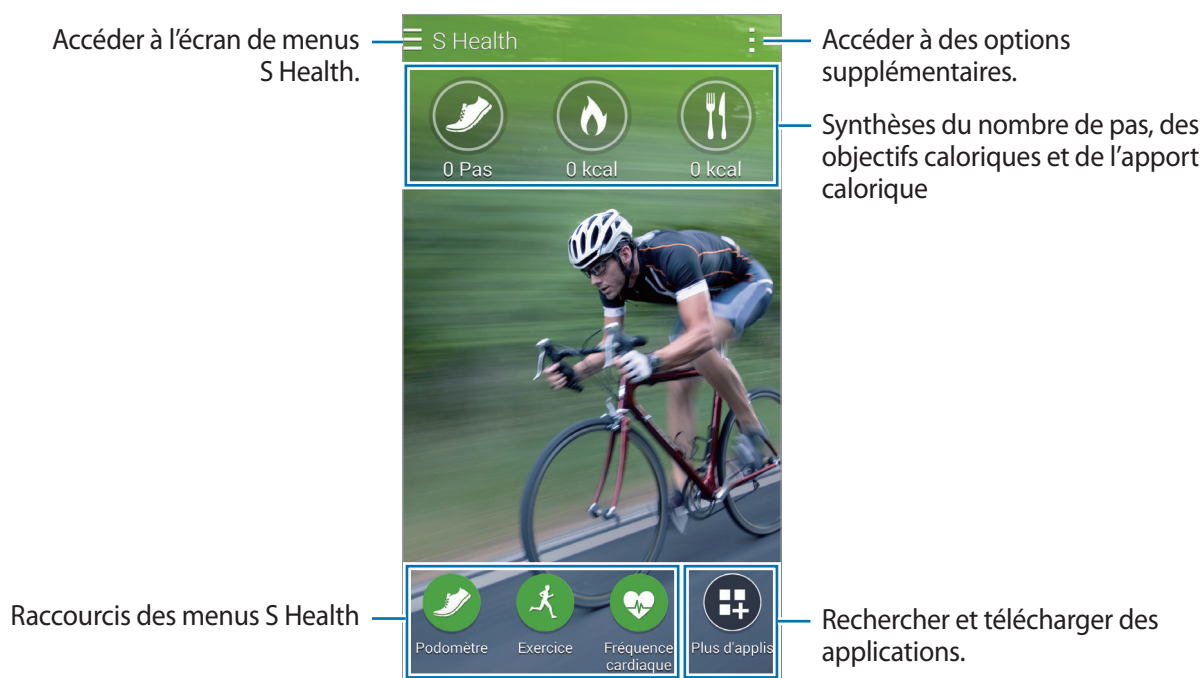 Accéder à l'écran de menus
S Health.
S Health
Accéder à des options
supplémentaires.
0 Pas
0 kcal
0 kcal
Synthèses du nombre de pas, des
objectifs caloriques et de l'apport
calorique
Raccourcis des menus S Health
Podomètre
Exercice
Fréquence
cardiaque
Plus d'applis
Rechercher et télécharger des
applications.